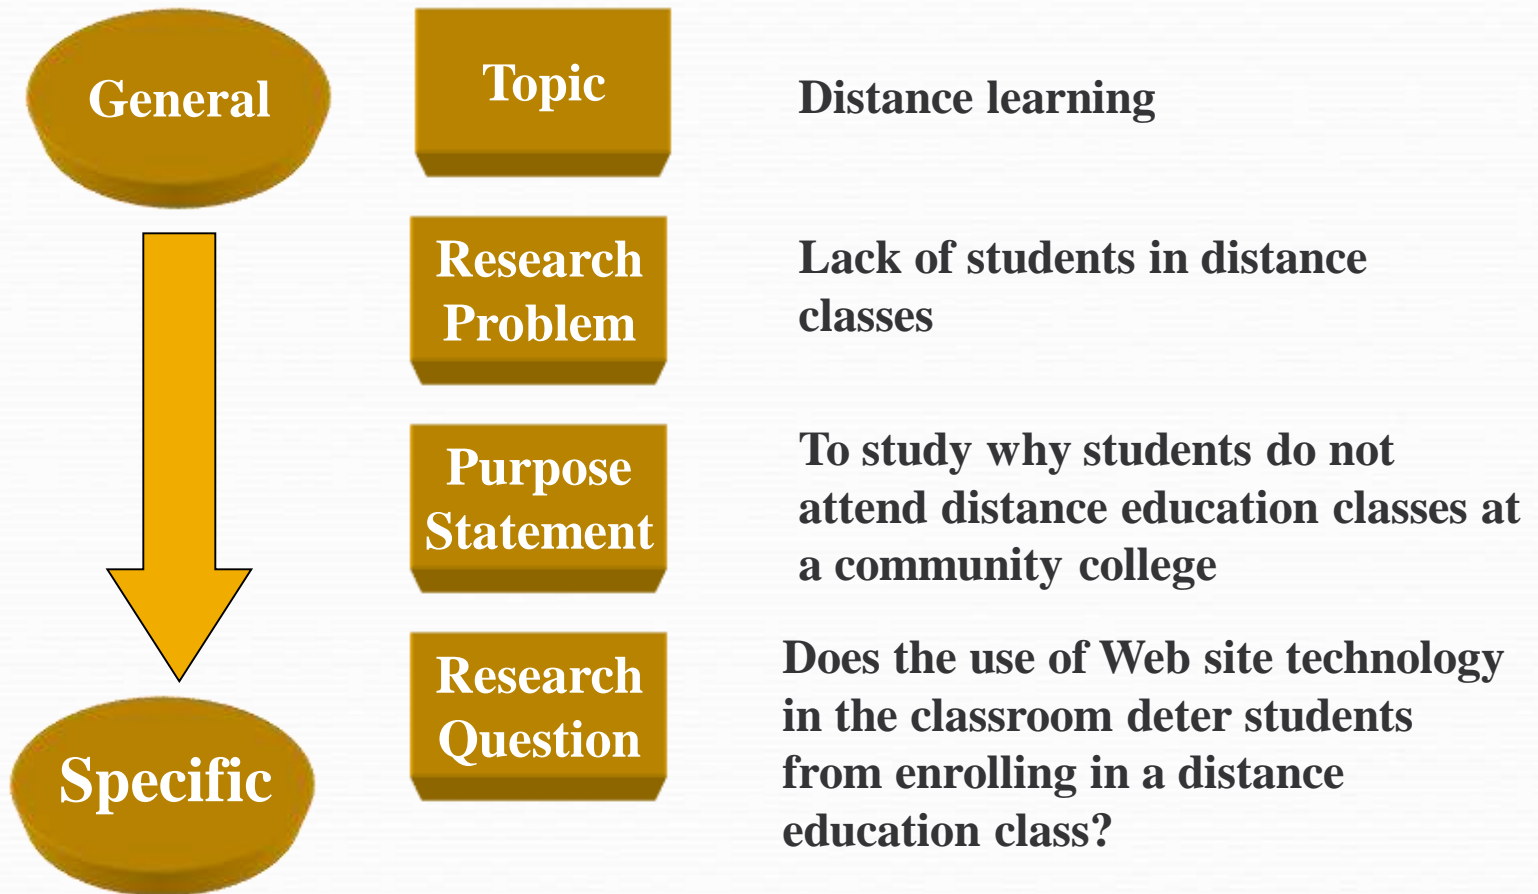 General
Topic
Distance learning
Research
Problem
Lack of students in distance
classes
Purpose
Statement
To study why students do not
attend distance education classes at
a community college
Research
Question
Does the use of Web site technology
in the classroom deter students
from enrolling in a distance
education class?
Specific